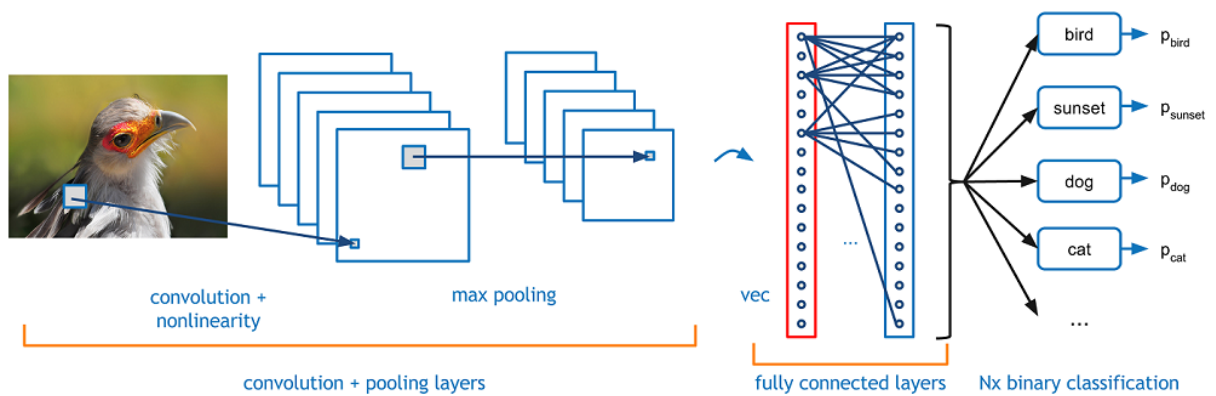 convolution +
nonlinearity
max pooling
vec
convolution + pooling layers
fully connected layers
Nx binary classification
...
bird
p_bird
sunset
p_sunset
dog
p_dog
cat
p_cat
...